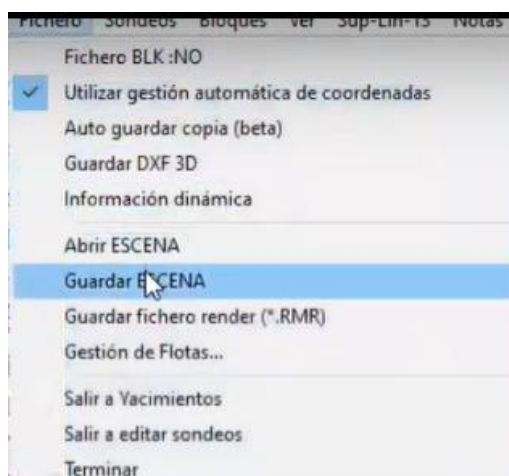 Fichero Sondeos Bloques Ver Sup-Lin-TS Notas
Fichero BLK :NO
Utilizar gestión automática de coordenadas
Auto guardar copia (beta)
Guardar DXF 3D
Información dinámica
Abrir ESCENA
Guardar ESCENA
Guardar fichero render (*.RMR)
Gestión de Flotas...
Salir a Yacimientos
Salir a editar sondeos
Terminar